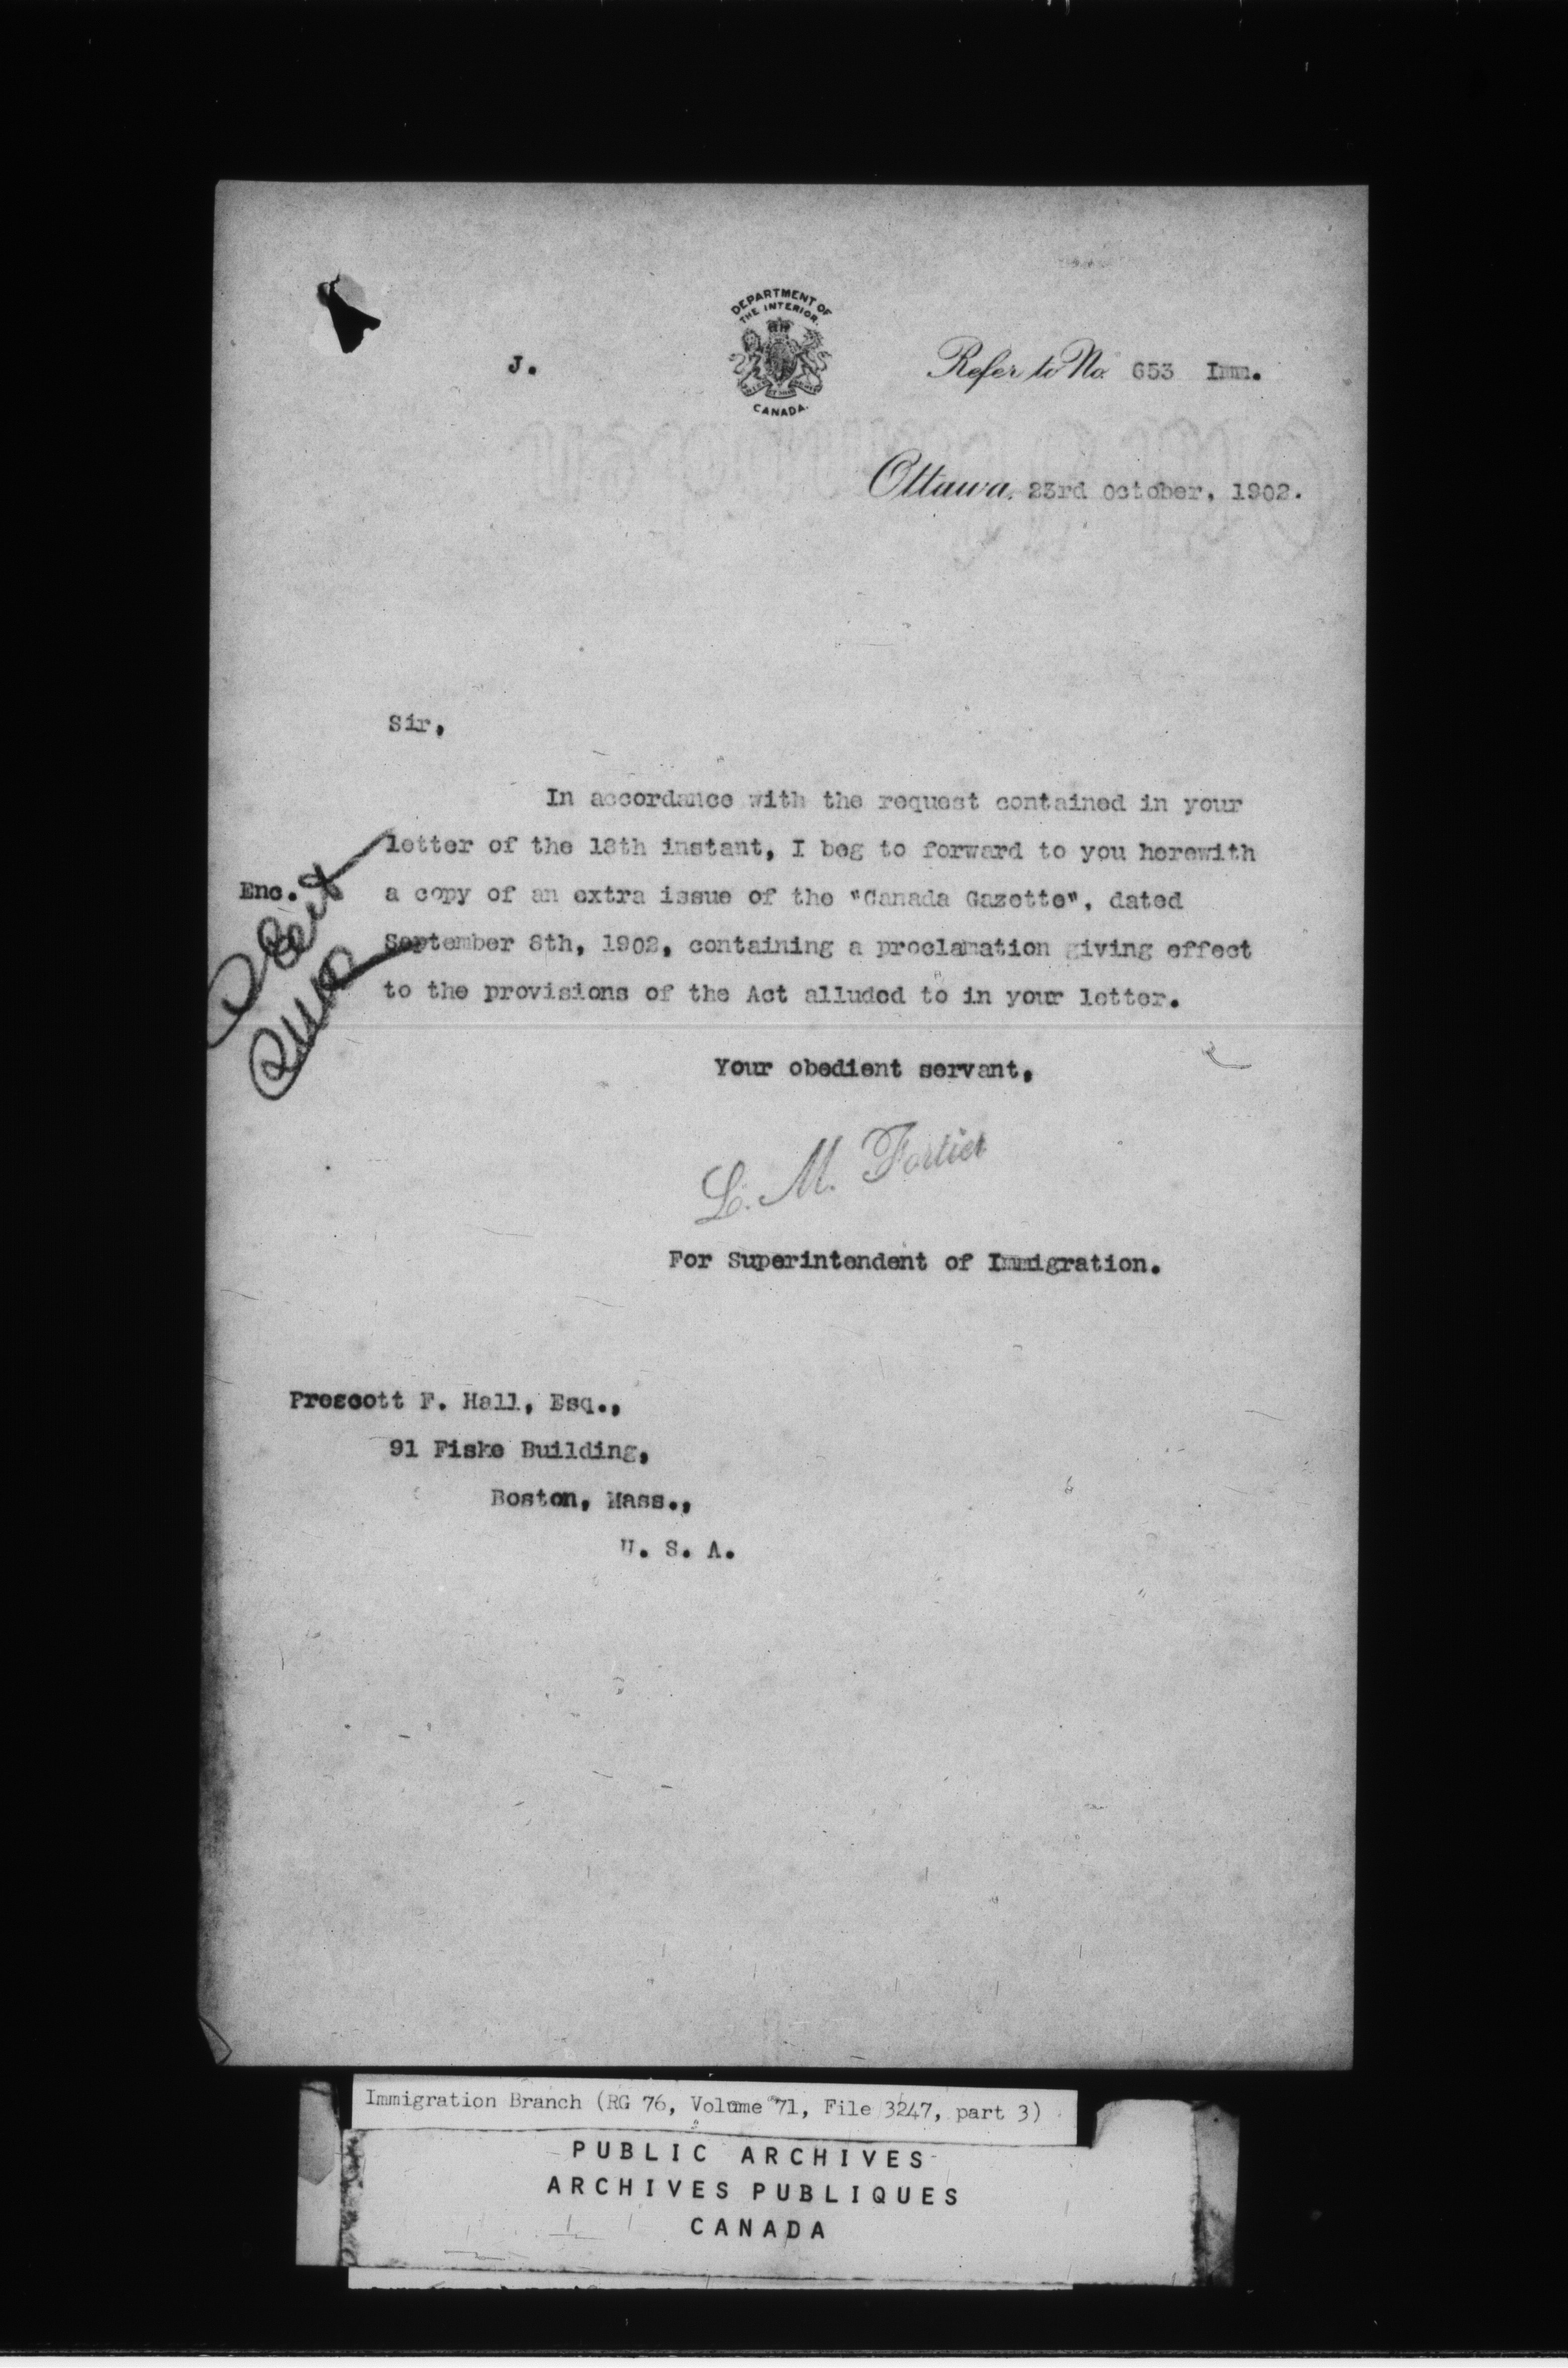 DEPARTMENT OF
THE INTERIOR.
CANADA.
J.
Refer to No. 653 Imm.
Ottawa, 23rd October, 1902.
Sir,
In accordance with the request contained in your
letter of the 18th instant, I beg to forward to you herewith
Enc. a copy of an extra issue of the "Canada Gazette", dated
September 8th, 1902, containing a proclamation giving effect
to the provisions of the Act alluded to in your letter.
Your obedient servant,
L. M. Fortier
For Superintendent of Immigration.
Prescott F. Hall, Esq.,
91 Fiske Building,
Boston, Mass.,
U. S. A.
Immigration Branch (RG 76, Volume 71, File 3247, part 3)
PUBLIC ARCHIVES
ARCHIVES PUBLIQUES
CANADA